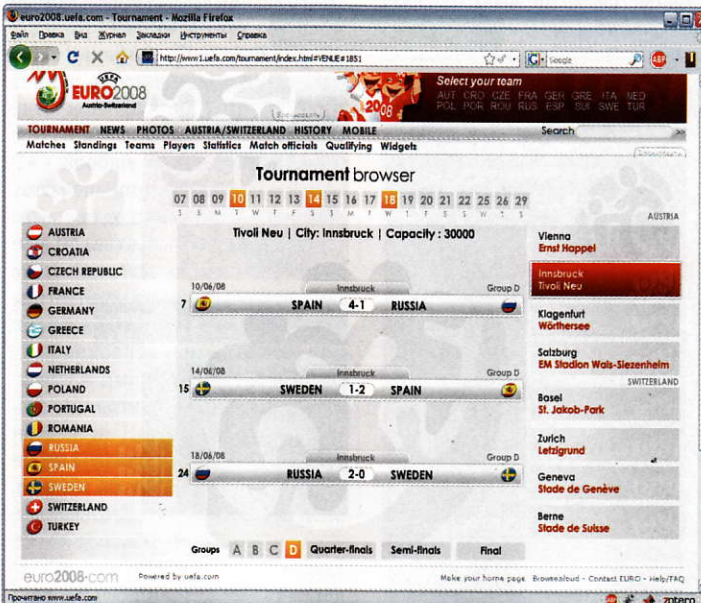 euro2008.uefa.com - Tournament - Mozilla Firefox
Файл Правка Вид Журнал Закладки Инструменты Справка
http://www1.uefa.com/tournament/index.html#VENUE#1851
Google
ABP
UEFA
EURO2008
Austria-Switzerland
2008
Select your team
AUT CRO CZE FRA GER GRE ITA NED
POL POR ROU RUS ESP SUI SWE TUR
TOURNAMENT NEWS PHOTOS AUSTRIA/SWITZERLAND HISTORY MOBILE
Search >>
Matches Standings Teams Players Statistics Match officials Qualifying Widgets
Tournament browser
07 08 09 10 11 12 13 14 15 16 17 18 19 20 21 22 25 26 29
S S M T W T F S S M T W T F S S W T S
Tivoli Neu | City: Innsbruck | Capacity : 30000
AUSTRIA
CROATIA
CZECH REPUBLIC
FRANCE
GERMANY
GREECE
ITALY
NETHERLANDS
POLAND
PORTUGAL
ROMANIA
RUSSIA
SPAIN
SWEDEN
SWITZERLAND
TURKEY
10/06/08 Innsbruck Group D
7 SPAIN 4-1 RUSSIA
14/06/08 Innsbruck Group D
15 SWEDEN 1-2 SPAIN
18/06/08 Innsbruck Group D
24 RUSSIA 2-0 SWEDEN
Groups A B C D Quarter-finals Semi-finals Final
AUSTRIA
Vienna
Ernst Happel
Innsbruck
Tivoli Neu
Klagenfurt
Wörthersee
Salzburg
EM Stadion Wals-Siezenheim
SWITZERLAND
Basel
St. Jakob-Park
Zurich
Letzigrund
Geneva
Stade de Genève
Berne
Stade de Suisse
euro2008.com Powered by uefa.com
Make your home page Browsealoud - Contact EURO - Help/FAQ
Прочитано www.uefa.com
ABP zotero